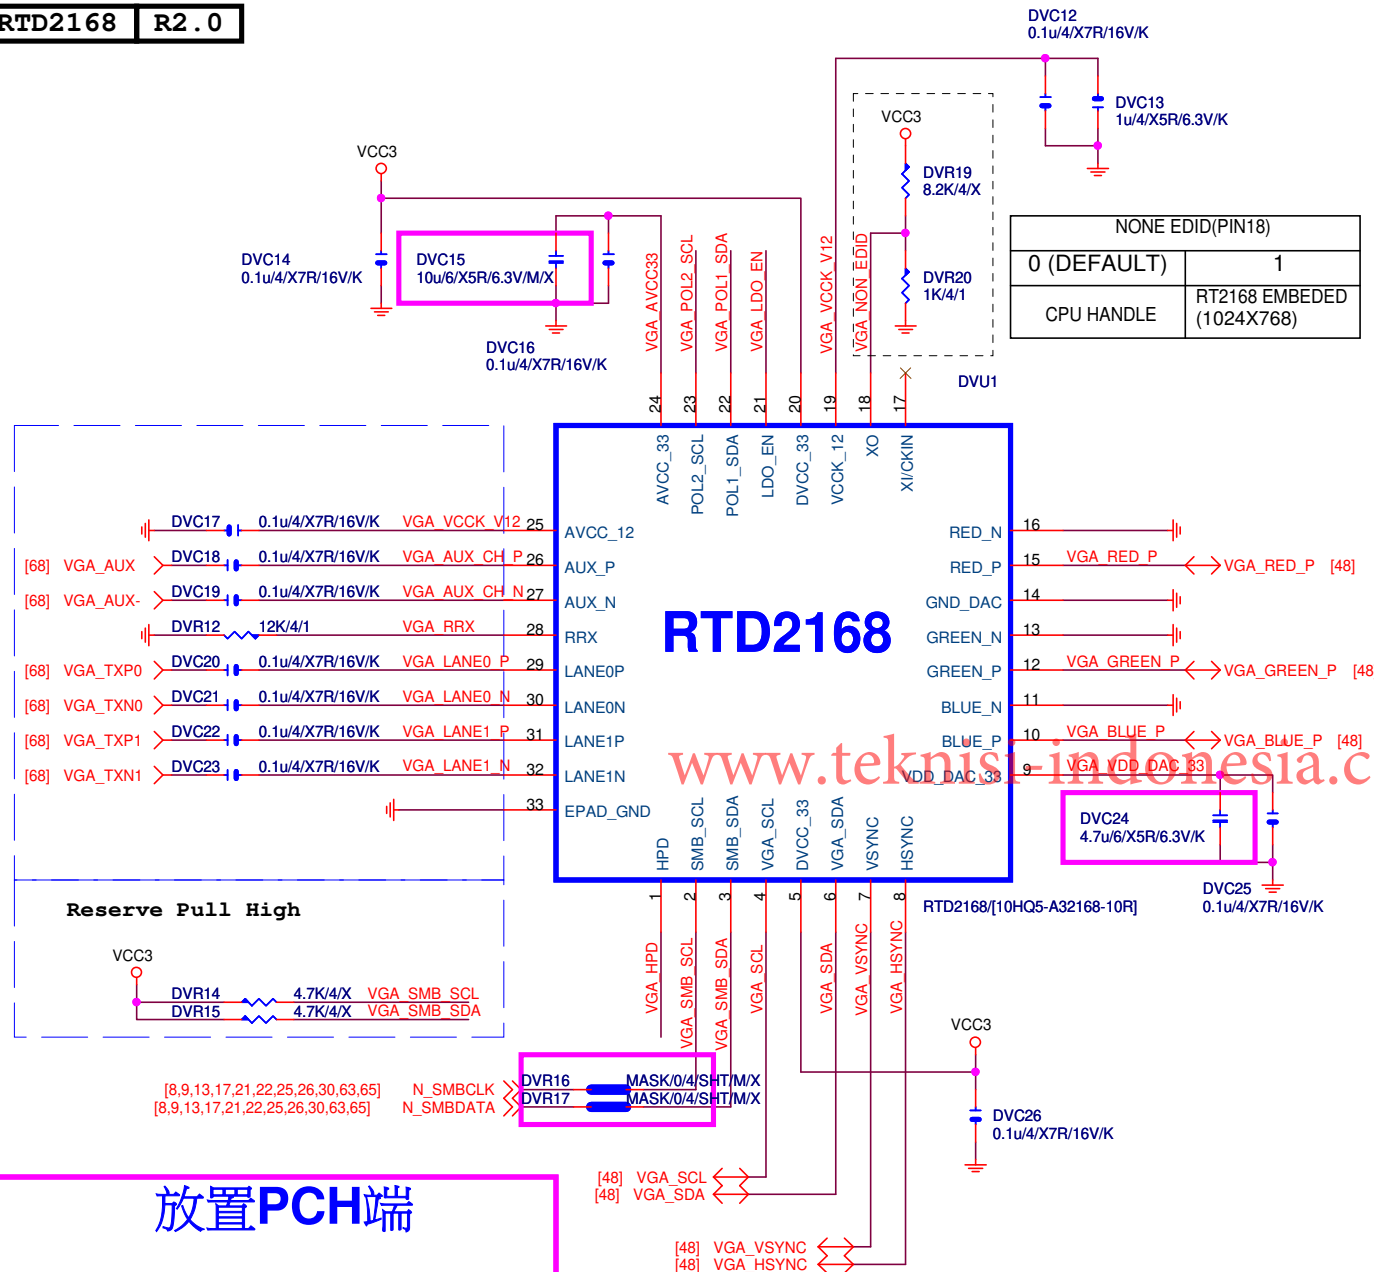 RTD2168 R2.0
DVC12
0.1u/4/X7R/16V/K
DVC13
1u/4/X5R/6.3V/K
VCC3
DVR19
8.2K/4/X
DVR20
1K/4/1
VCC3
DVC14
0.1u/4/X7R/16V/K
DVC15
10u/6/X5R/6.3V/M/X
DVC16
0.1u/4/X7R/16V/K
NONE EDID(PIN18)
0 (DEFAULT) 1
CPU HANDLE RT2168 EMBEDED
(1024X768)
VGA_AVCC33
VGA_POL2_SCL
VGA_POL1_SDA
VGA_LDO_EN
VGA_VCCK_V12
VGA_NON_EDID
DVU1
24 23 22 21 20 19 18 17
AVCC_33
POL2_SCL
POL1_SDA
LDO_EN
DVCC_33
VCCK_12
XO
XI/CKIN
DVC17 0.1u/4/X7R/16V/K VGA_VCCK_V12 25 AVCC_12
[68] VGA_AUX DVC18 0.1u/4/X7R/16V/K VGA_AUX_CH_P 26 AUX_P
[68] VGA_AUX- DVC19 0.1u/4/X7R/16V/K VGA_AUX_CH_N 27 AUX_N
DVR12 12K/4/1 VGA_RRX 28 RRX
[68] VGA_TXP0 DVC20 0.1u/4/X7R/16V/K VGA_LANE0_P 29 LANE0P
[68] VGA_TXN0 DVC21 0.1u/4/X7R/16V/K VGA_LANE0_N 30 LANE0N
[68] VGA_TXP1 DVC22 0.1u/4/X7R/16V/K VGA_LANE1_P 31 LANE1P
[68] VGA_TXN1 DVC23 0.1u/4/X7R/16V/K VGA_LANE1_N 32 LANE1N
33 EPAD_GND
RTD2168
RED_N 16
RED_P 15 VGA_RED_P VGA_RED_P [48]
GND_DAC 14
GREEN_N 13
GREEN_P 12 VGA_GREEN_P VGA_GREEN_P [48
BLUE_N 11
BLUE_P 10 VGA_BLUE_P VGA_BLUE_P [48]
VDD_DAC_33 9 VGA_VDD_DAC_33
www.teknisi-indonesia.c
DVC24
4.7u/6/X5R/6.3V/K
DVC25
0.1u/4/X7R/16V/K
HPD
SMB_SCL
SMB_SDA
VGA_SCL
DVCC_33
VGA_SDA
VSYNC
HSYNC
1 2 3 4 5 6 7 8
RTD2168/[10HQ5-A32168-10R]
VGA_HPD
VGA_SMB_SCL
VGA_SMB_SDA
VGA_SCL
VGA_SDA
VGA_VSYNC
VGA_HSYNC
Reserve Pull High
VCC3
DVR14 4.7K/4/X VGA_SMB_SCL
DVR15 4.7K/4/X VGA_SMB_SDA
VCC3
DVC26
0.1u/4/X7R/16V/K
[8,9,13,17,21,22,25,26,30,63,65] N_SMBCLK DVR16 MASK/0/4/SHT/M/X
[8,9,13,17,21,22,25,26,30,63,65] N_SMBDATA DVR17 MASK/0/4/SHT/M/X
[48] VGA_SCL
[48] VGA_SDA
放置PCH端
[48] VGA_VSYNC
[48] VGA_HSYNC